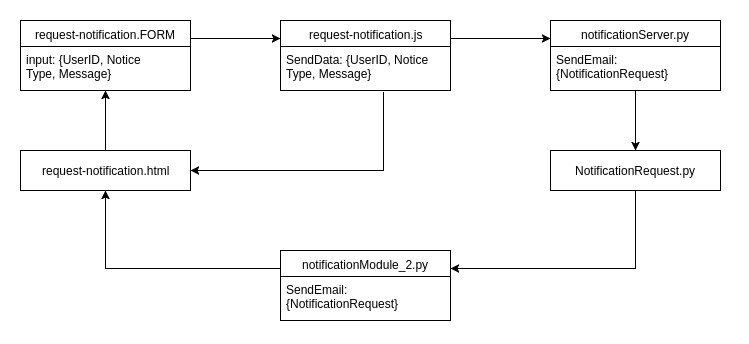 request-notification.FORM
input: {UserID, Notice
Type, Message}
request-notification.js
SendData: {UserID, Notice
Type, Message}
notificationServer.py
SendEmail:
{NotificationRequest}
request-notification.html
NotificationRequest.py
notificationModule_2.py
SendEmail:
{NotificationRequest}